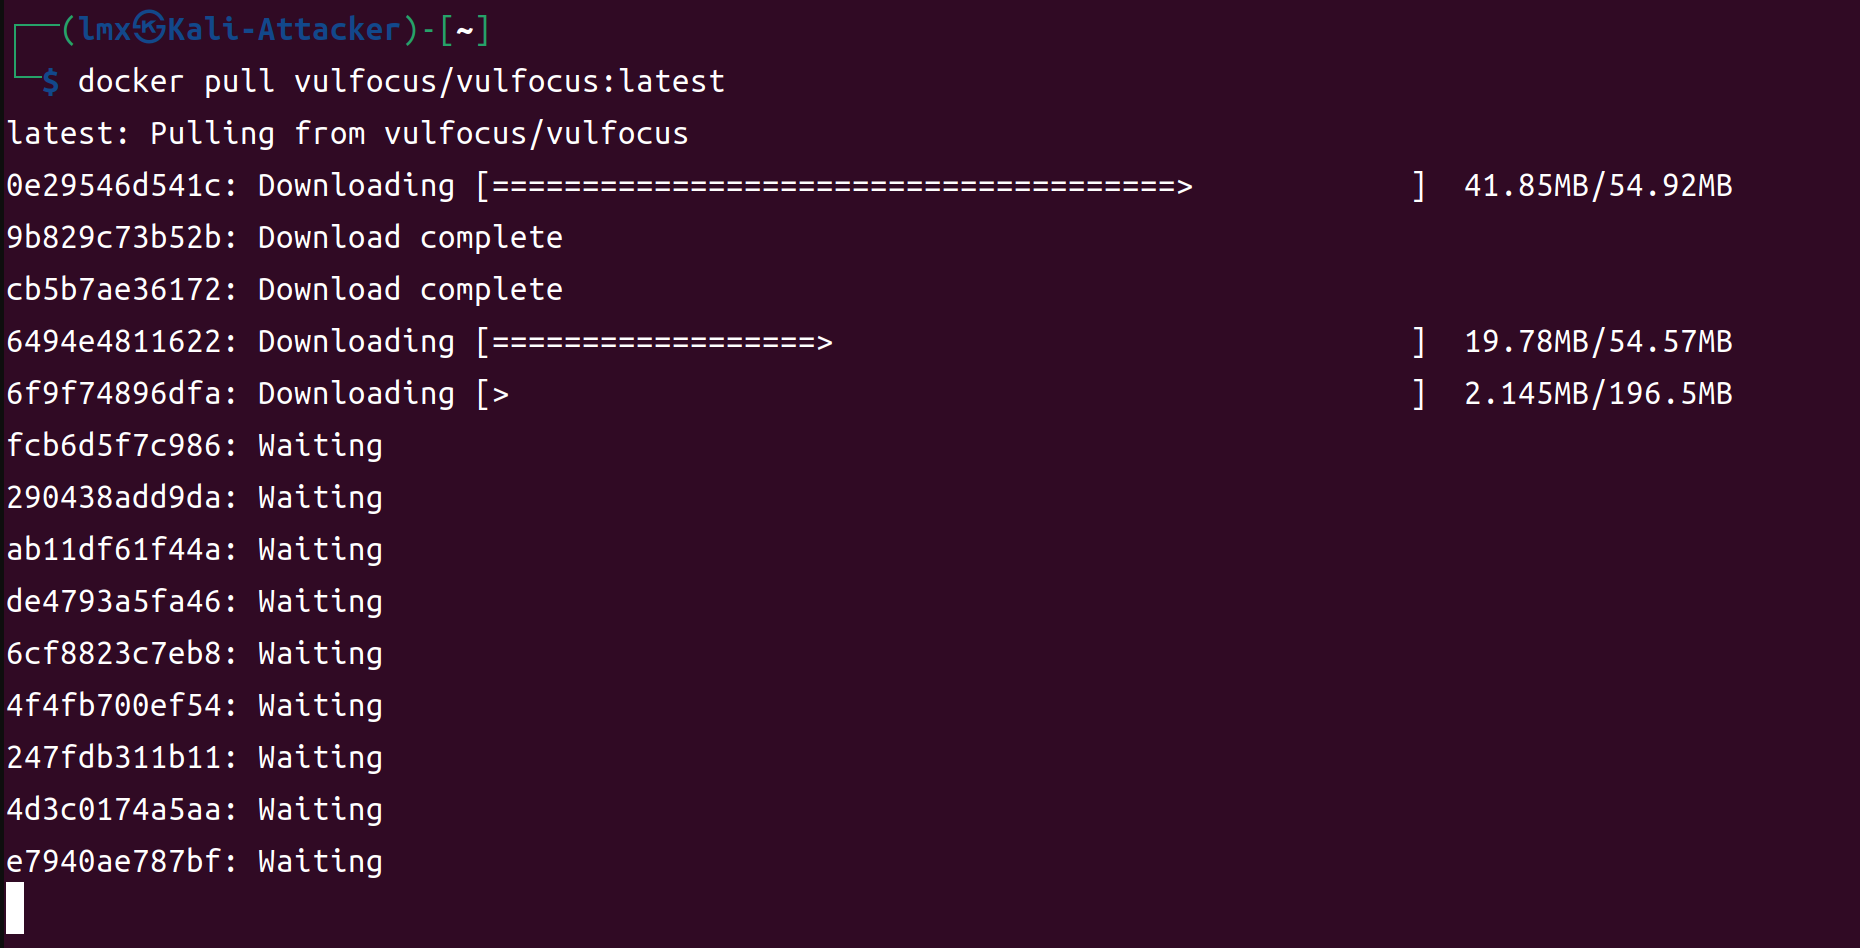 (lmx㉿Kali-Attacker)-[~]
$ docker pull vulfocus/vulfocus:latest
latest: Pulling from vulfocus/vulfocus
0e29546d541c: Downloading [======================================>            ]  41.85MB/54.92MB
9b829c73b52b: Download complete
cb5b7ae36172: Download complete
6494e4811622: Downloading [==================>                                ]  19.78MB/54.57MB
6f9f74896dfa: Downloading [>                                                  ]  2.145MB/196.5MB
fcb6d5f7c986: Waiting
290438add9da: Waiting
ab11df61f44a: Waiting
de4793a5fa46: Waiting
6cf8823c7eb8: Waiting
4f4fb700ef54: Waiting
247fdb311b11: Waiting
4d3c0174a5aa: Waiting
e7940ae787bf: Waiting